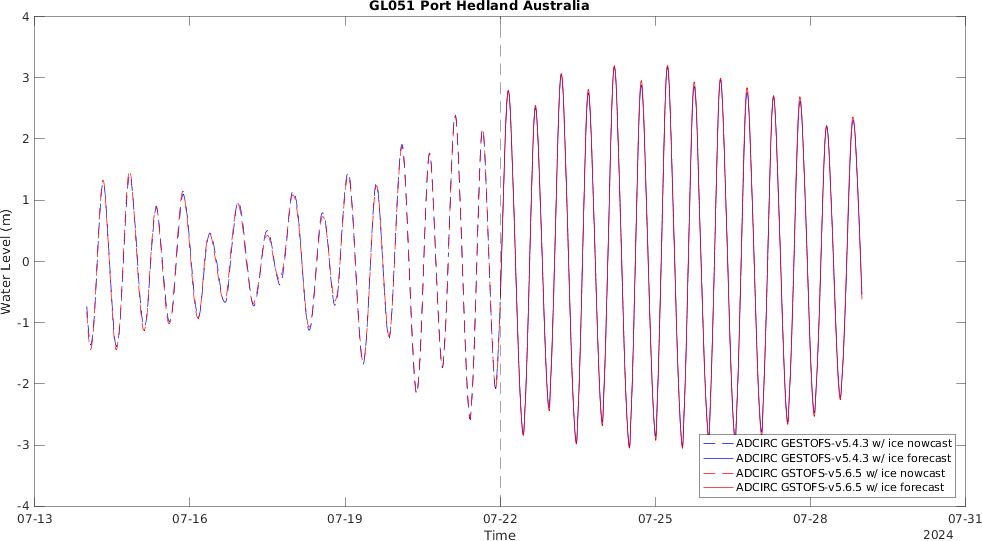 GL051 Port Hedland Australia
4
3
2
1
0
-1
-2
-3
-4
Water Level (m)
ADCIRC GESTOFS-v5.4.3 w/ ice nowcast
ADCIRC GESTOFS-v5.4.3 w/ ice forecast
ADCIRC GSTOFS-v5.6.5 w/ ice nowcast
ADCIRC GSTOFS-v5.6.5 w/ ice forecast
07-13 07-16 07-19 07-22 07-25 07-28 07-31
Time
2024